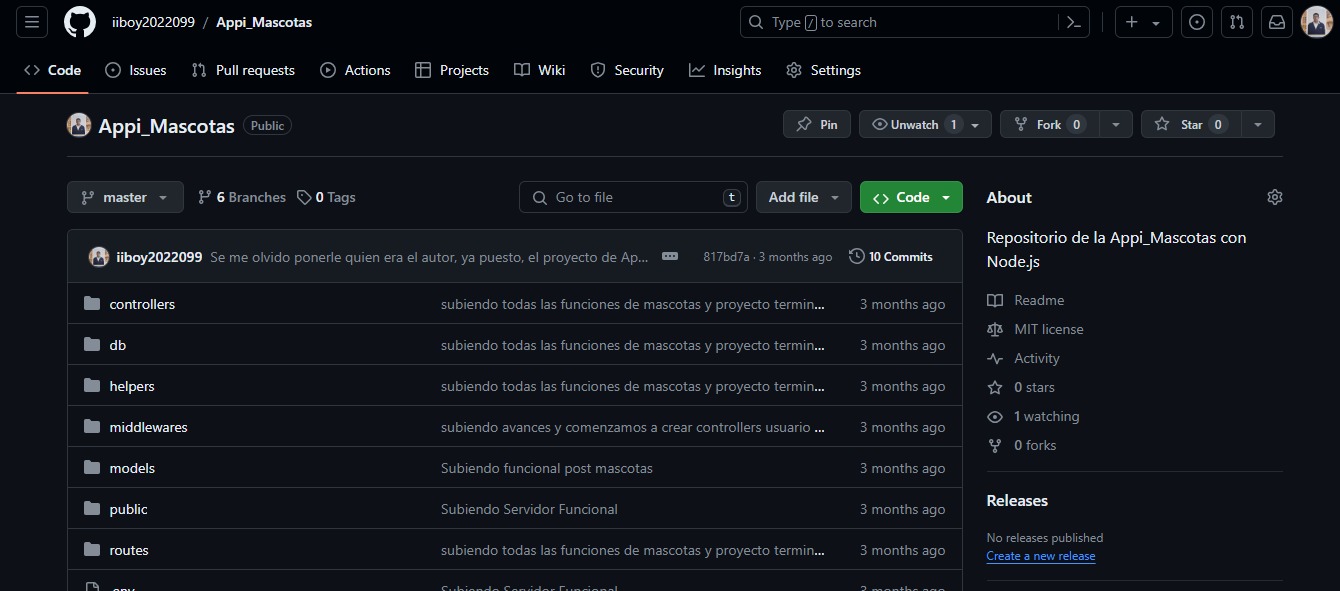 iiboy2022099 / Appi_Mascotas
Type / to search
Code Issues Pull requests Actions Projects Wiki Security Insights Settings
Appi_Mascotas Public
Pin Unwatch 1 Fork 0 Star 0
master 6 Branches 0 Tags Go to file t Add file Code
iiboy2022099 Se me olvido ponerle quien era el autor, ya puesto, el proyecto de Ap... 817bd7a · 3 months ago 10 Commits
controllers subiendo todas las funciones de mascotas y proyecto termin... 3 months ago
db subiendo todas las funciones de mascotas y proyecto termin... 3 months ago
helpers subiendo todas las funciones de mascotas y proyecto termin... 3 months ago
middlewares subiendo avances y comenzamos a crear controllers usuario ... 3 months ago
models Subiendo funcional post mascotas 3 months ago
public Subiendo Servidor Funcional 3 months ago
routes subiendo todas las funciones de mascotas y proyecto termin... 3 months ago
.env Subiendo Servidor Funcional 3 months ago
About
Repositorio de la Appi_Mascotas con
Node.js
Readme
MIT license
Activity
0 stars
1 watching
0 forks
Releases
No releases published
Create a new release